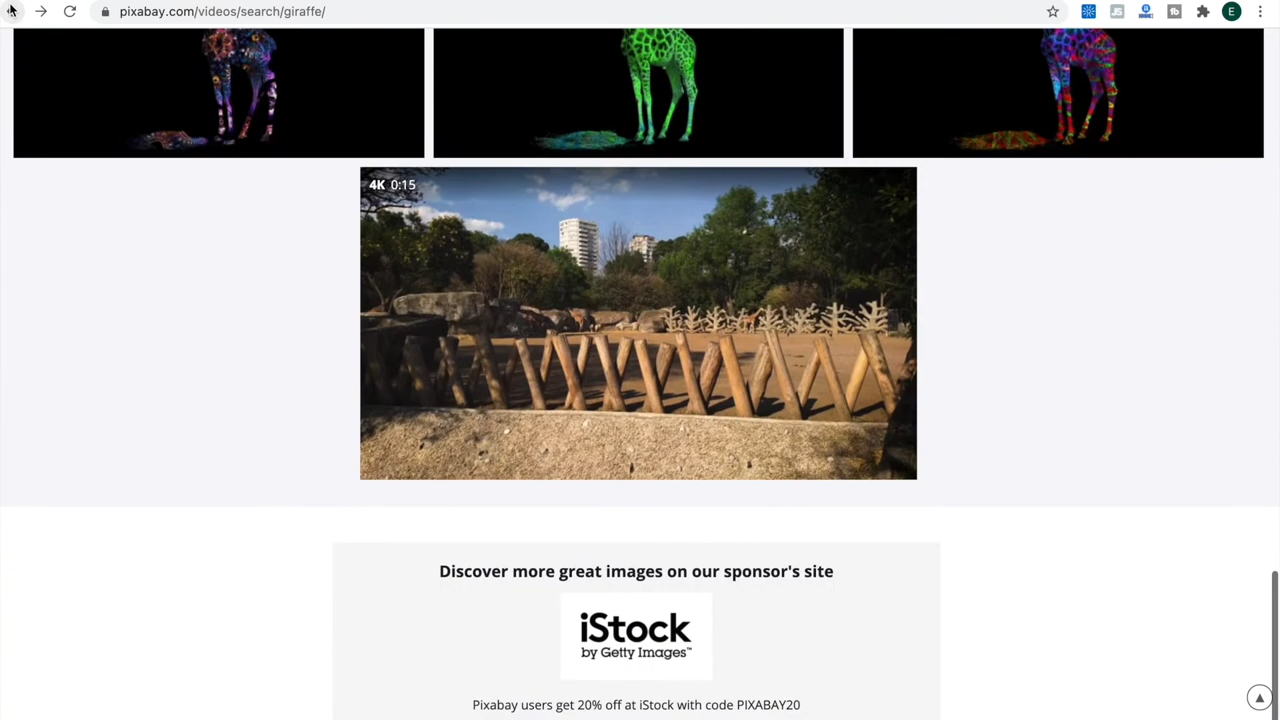 pixabay.com/videos/search/giraffe/
E
4K 0:15
Discover more great images on our sponsor's site
iStock
by Getty Images™
Pixabay users get 20% off at iStock with code PIXABAY20